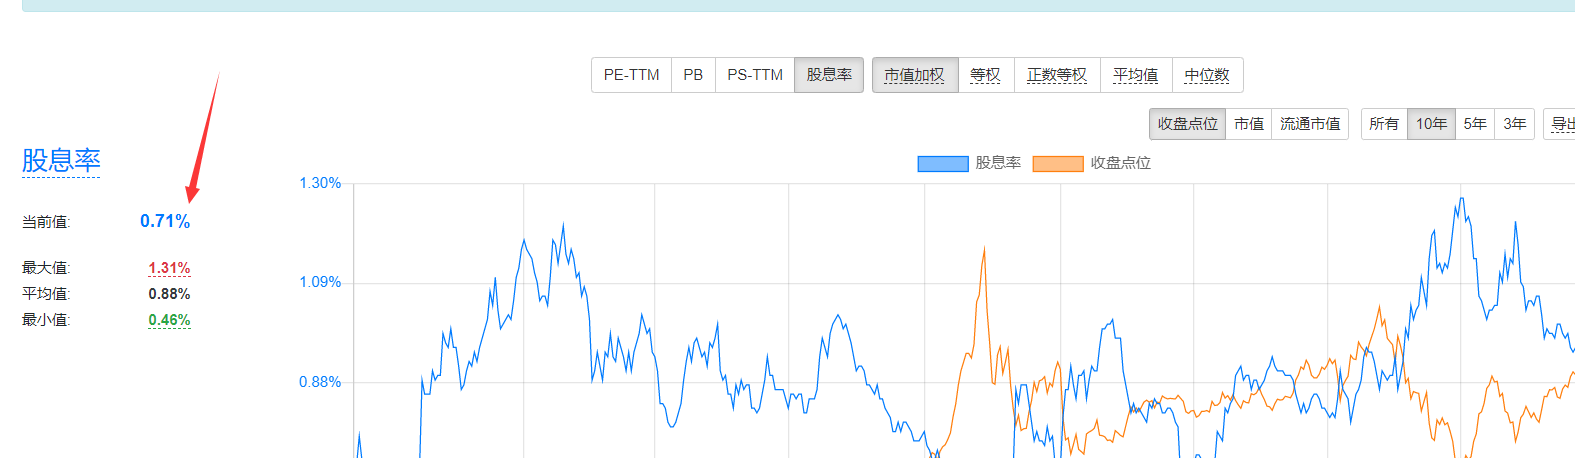 PE-TTM PB PS-TTM 股息率 市值加权 等权 正数等权 平均值 中位数
收盘点位 市值 流通市值 所有 10年 5年 3年 导出
股息率
股息率 收盘点位
当前值: 0.71%
最大值: 1.31%
平均值: 0.88%
最小值: 0.46%
1.30%
1.09%
0.88%